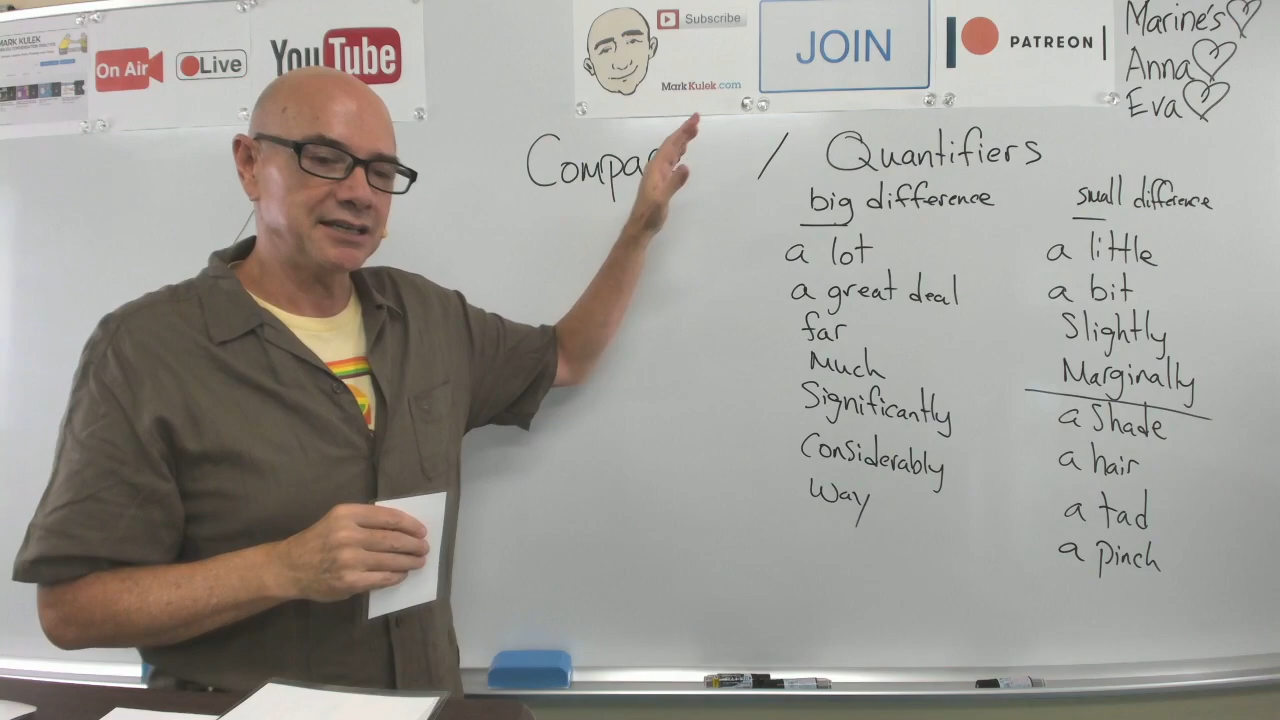 MARK KULEK
On Air
Live
YouTube
Subscribe
MarkKulek.com
JOIN
PATREON
Marine's
Anna
Eva
Compa / Quantifiers
big difference
a lot
a great deal
far
Much
Significantly
Considerably
Way
small difference
a little
a bit
Slightly
Marginally
a Shade
a hair
a tad
a pinch